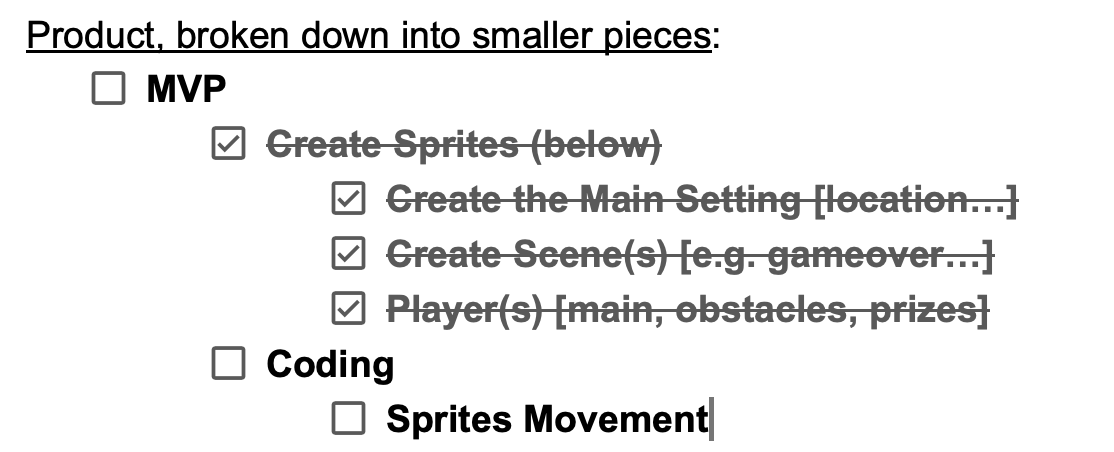 Product, broken down into smaller pieces:
MVP
Create Sprites (below)
Create the Main Setting [location…]
Create Scene(s) [e.g. gameover…]
Player(s) [main, obstacles, prizes]
Coding
Sprites Movement